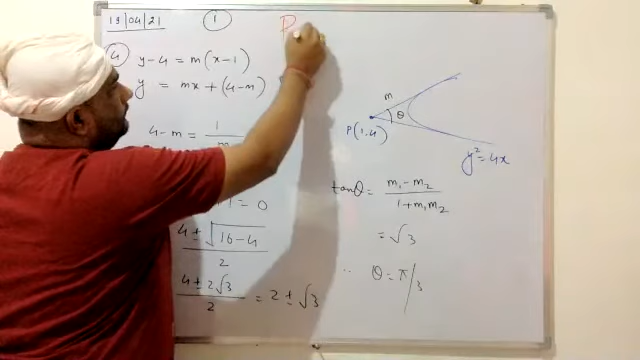 19|04|21
1
4
y-4 = m(x-1)
y = mx + (4-m)
4-m = 1/m
1 = 0
4 ± √16-4 / 2
4 ± 2√3 / 2 = 2 ± √3
P
m
θ
P(1,4)
y² = 4x
tanθ = m₁-m₂ / 1+m₁m₂
= √3
∴ θ = π/3